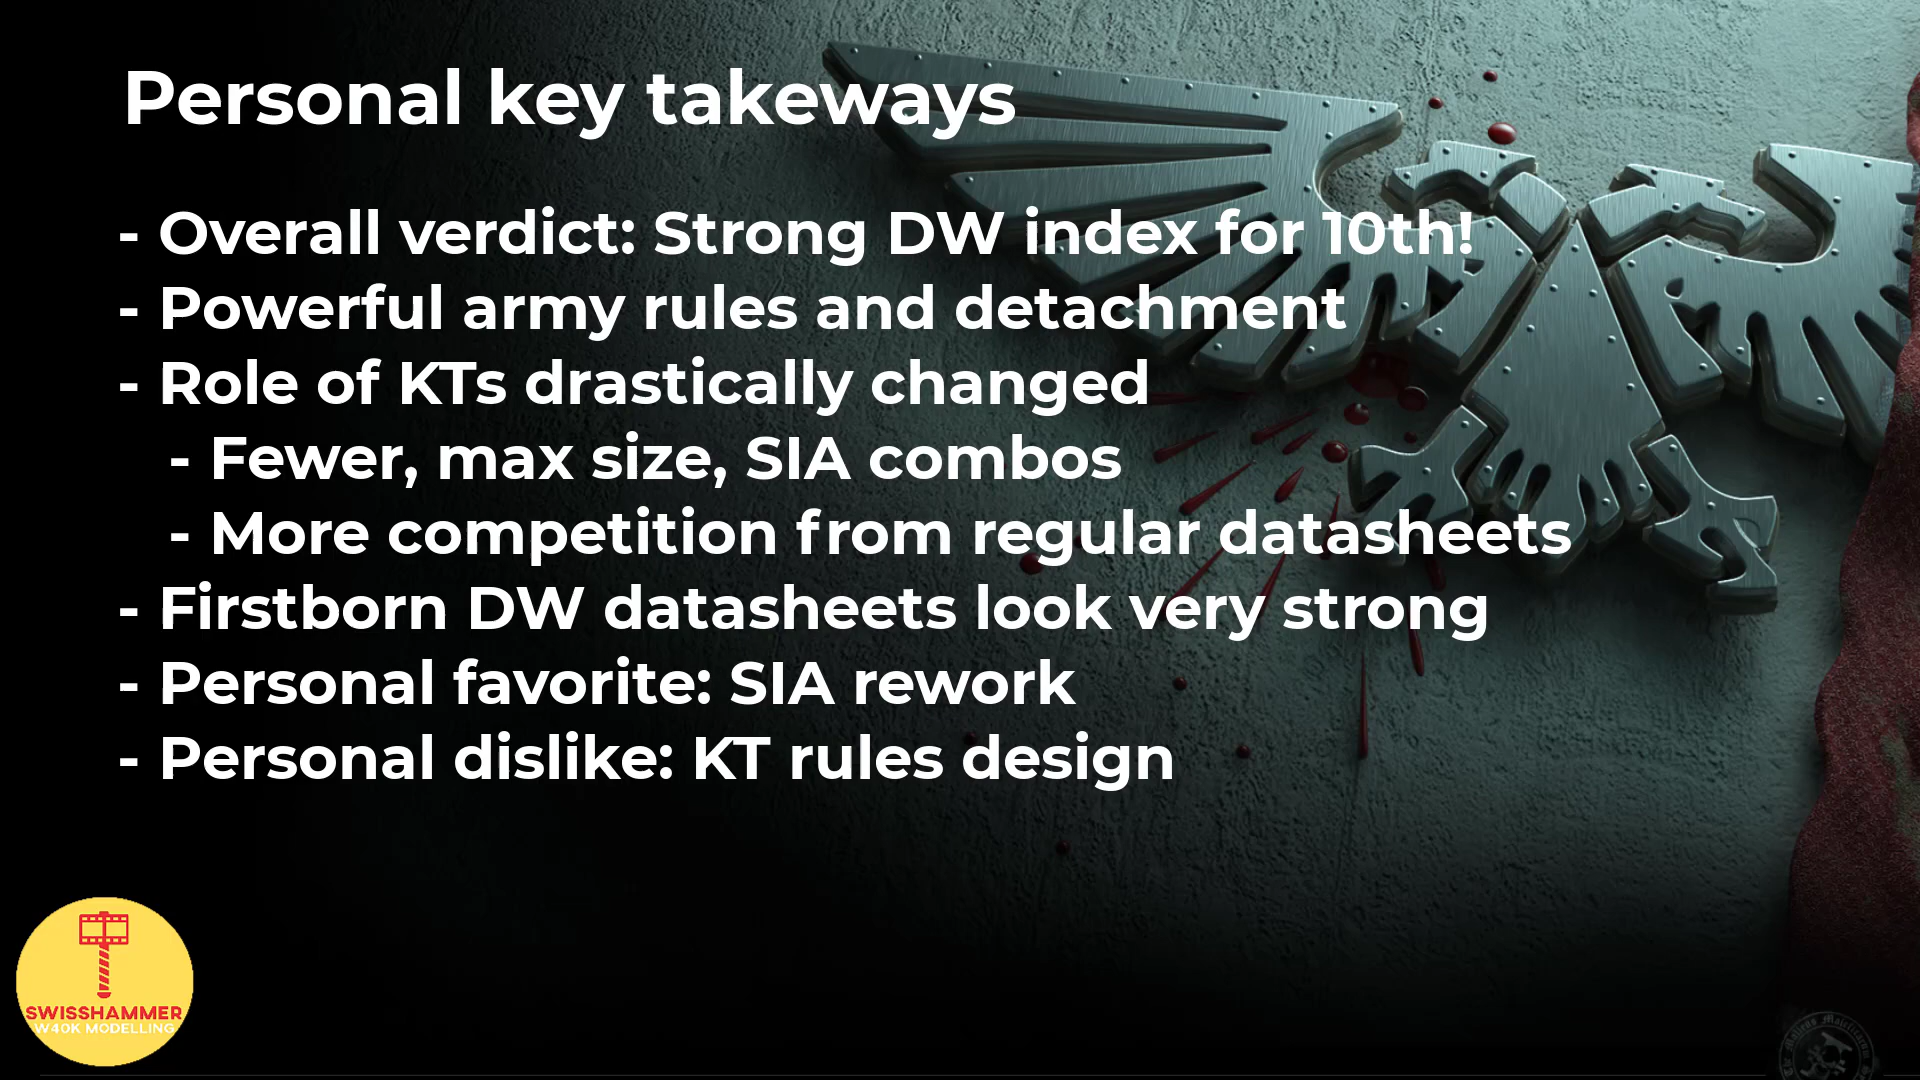 Personal key takeways
- Overall verdict: Strong DW index for 10th!
- Powerful army rules and detachment
- Role of KTs drastically changed
- Fewer, max size, SIA combos
- More competition from regular datasheets
- Firstborn DW datasheets look very strong
- Personal favorite: SIA rework
- Personal dislike: KT rules design
SWISSHAMMER
W40K MODELLING